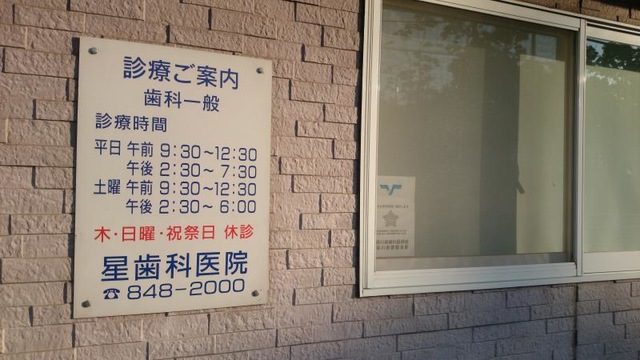 診療ご案内
歯科一般
診療時間
平日 午前 9:30～12:30
午後 2:30～ 7:30
土曜 午前 9:30～12:30
午後 2:30～ 6:00
木・日曜・祝祭日 休診
星歯科医院
☎848-2000